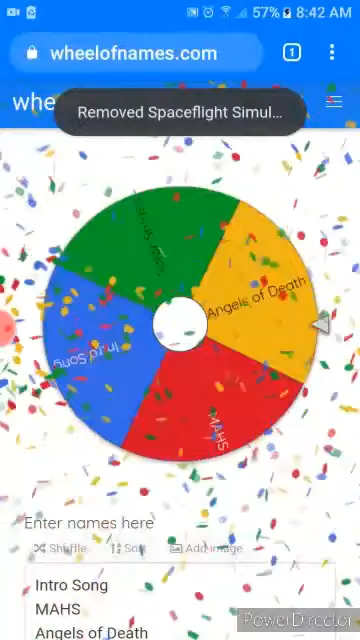 57% 8:42 AM
wheelofnames.com
1
whe
Removed Spaceflight Simul...
Angels of Death
Intro Song
MAHS
Enter names here
Shuffle Sort Add image
Intro Song
MAHS
Angels of Death
PowerDirector